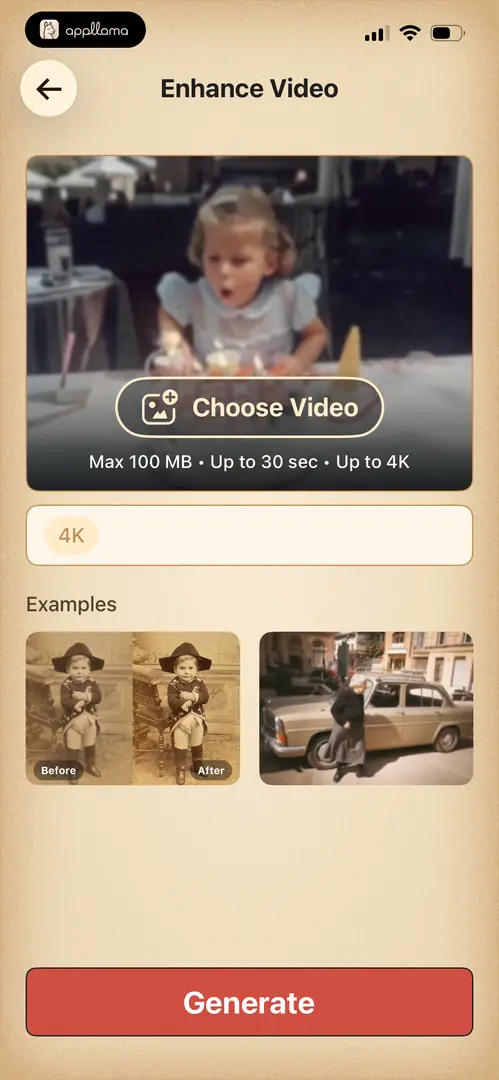 appllama
Enhance Video
Choose Video
Max 100 MB • Up to 30 sec • Up to 4K
4K
Examples
Before
After
Generate